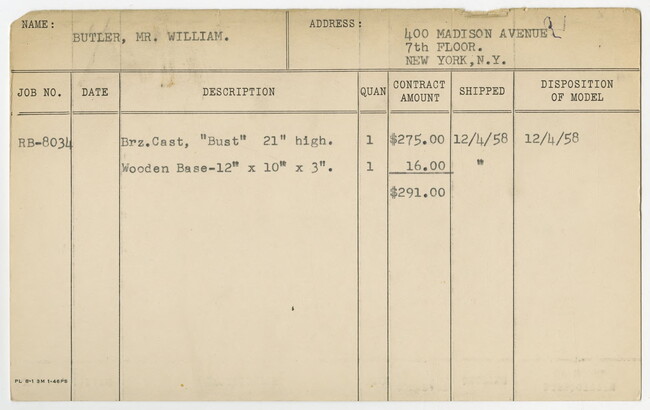 NAME: BUTLER, MR. WILLIAM.
ADDRESS: 400 MADISON AVENUE
7th FLOOR.
NEW YORK, N.Y.
JOB NO. DATE DESCRIPTION QUAN CONTRACT AMOUNT SHIPPED DISPOSITION OF MODEL
RB-8034 Brz.Cast, "Bust" 21" high. 1 $275.00 12/4/58 12/4/58
Wooden Base-12" x 10" x 3". 1 16.00 "
$291.00